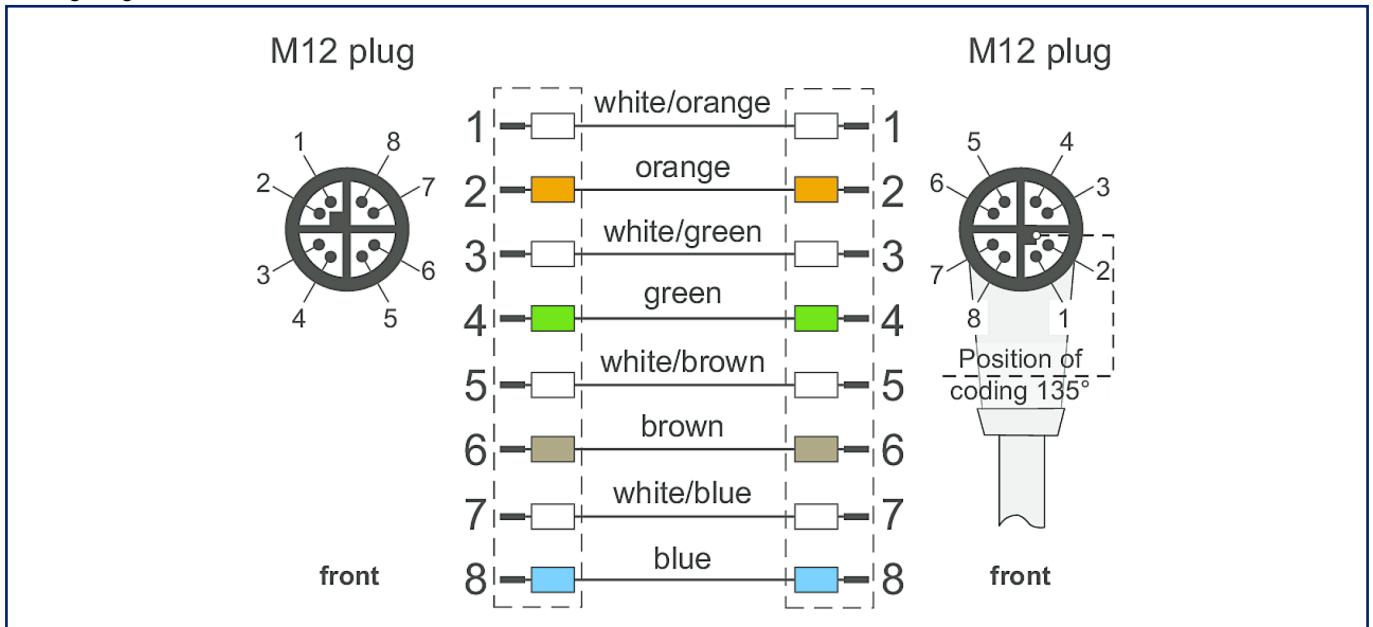 M12 plug
M12 plug
1 white/orange 1
2 orange 2
3 white/green 3
4 green 4
5 white/brown 5
6 brown 6
7 white/blue 7
8 blue 8
1 8
2 7
3 6
4 5
5 4
6 3
7 2
8 1
Position of
coding 135°
front
front